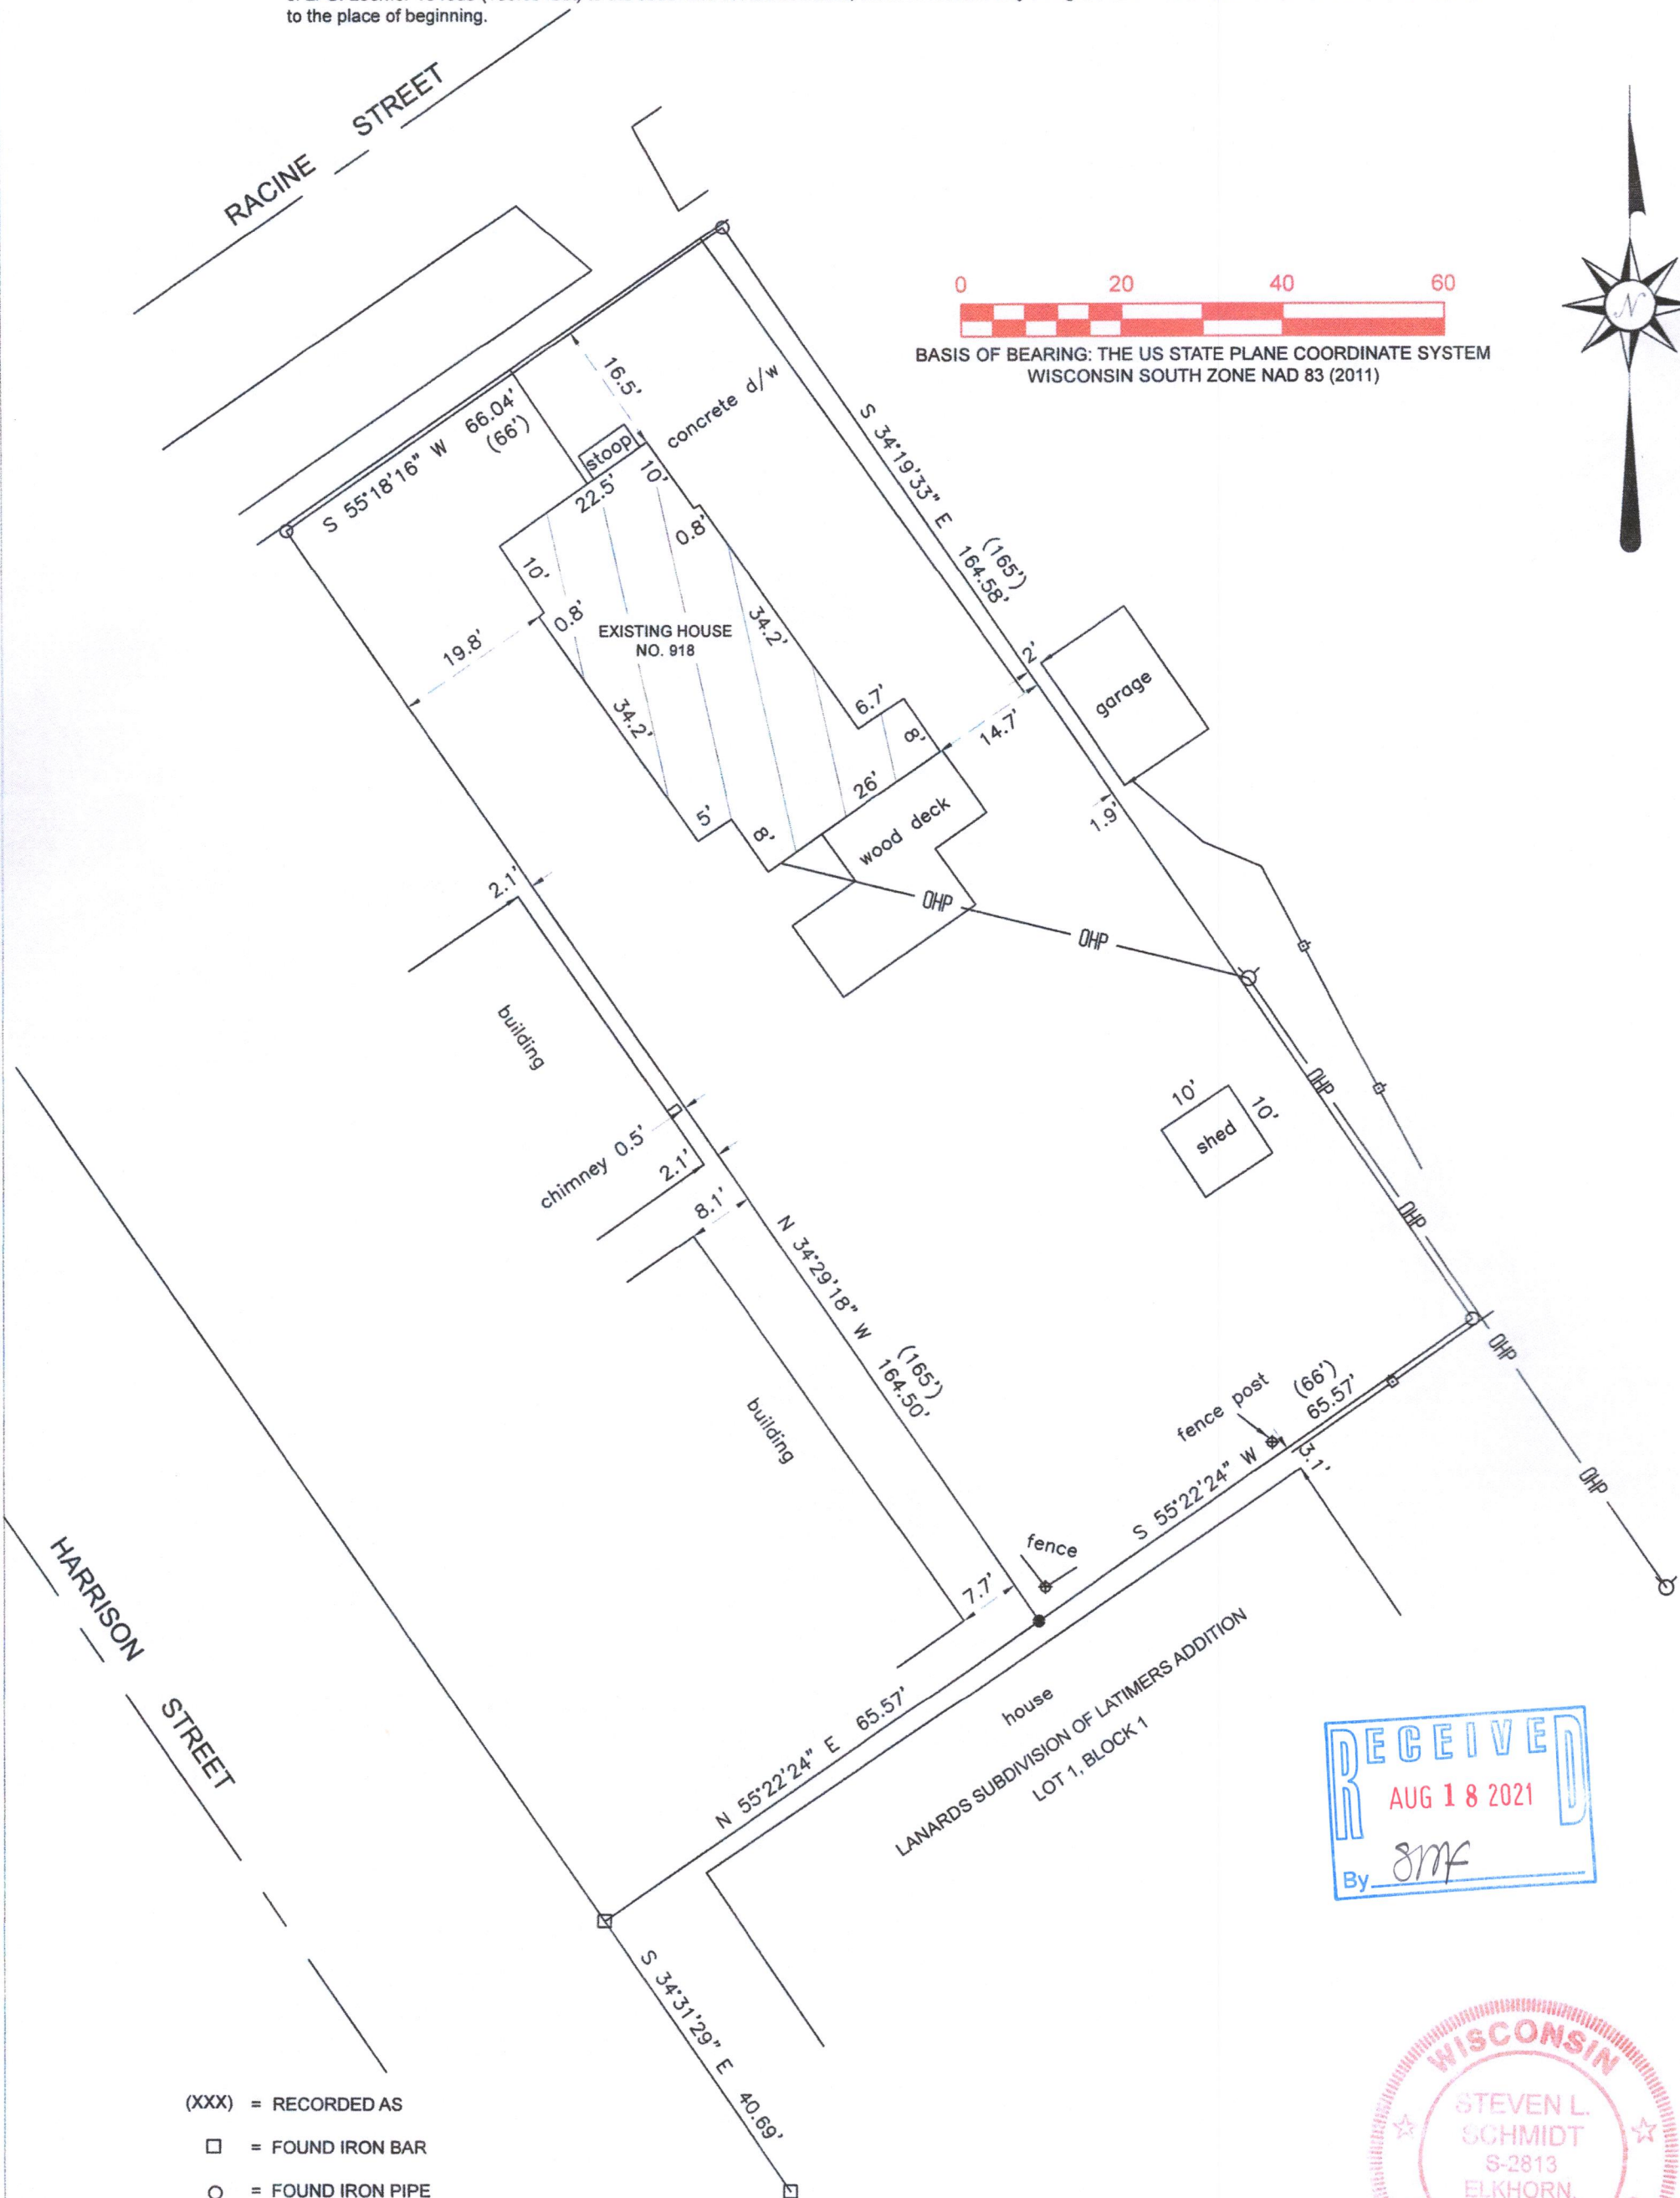 to the place of beginning.
RACINE STREET
0 20 40 60
BASIS OF BEARING: THE US STATE PLANE COORDINATE SYSTEM
WISCONSIN SOUTH ZONE NAD 83 (2011)
N
S 55°18'16" W 66.04'
(66')
16.5'
concrete d/w
stoop
22.5'
10'
0.8'
10'
0.8'
19.8'
EXISTING HOUSE
NO. 918
34.2'
34.2'
S 34°19'33" E
(165')
164.58'
2'
garage
6.7'
8'
14.7'
26'
5'
8'
wood deck
1.9'
OHP
OHP
2.1'
building
chimney 0.5'
2.1'
8.1'
10'
10'
shed
OHP
OHP
OHP
OHP
N 34°29'18" W
(165')
164.50'
building
fence post
(66')
65.57'
S 55°22'24" W
3.1'
fence
7.7'
HARRISON STREET
N 55°22'24" E 65.57'
house
LANARDS SUBDIVISION OF LATIMERS ADDITION
LOT 1, BLOCK 1
RECEIVED
AUG 18 2021
By SMF
S 34°31'29" E 40.69'
(XXX) = RECORDED AS
= FOUND IRON BAR
= FOUND IRON PIPE
WISCONSIN
STEVEN L.
SCHMIDT
S-2813
ELKHORN,